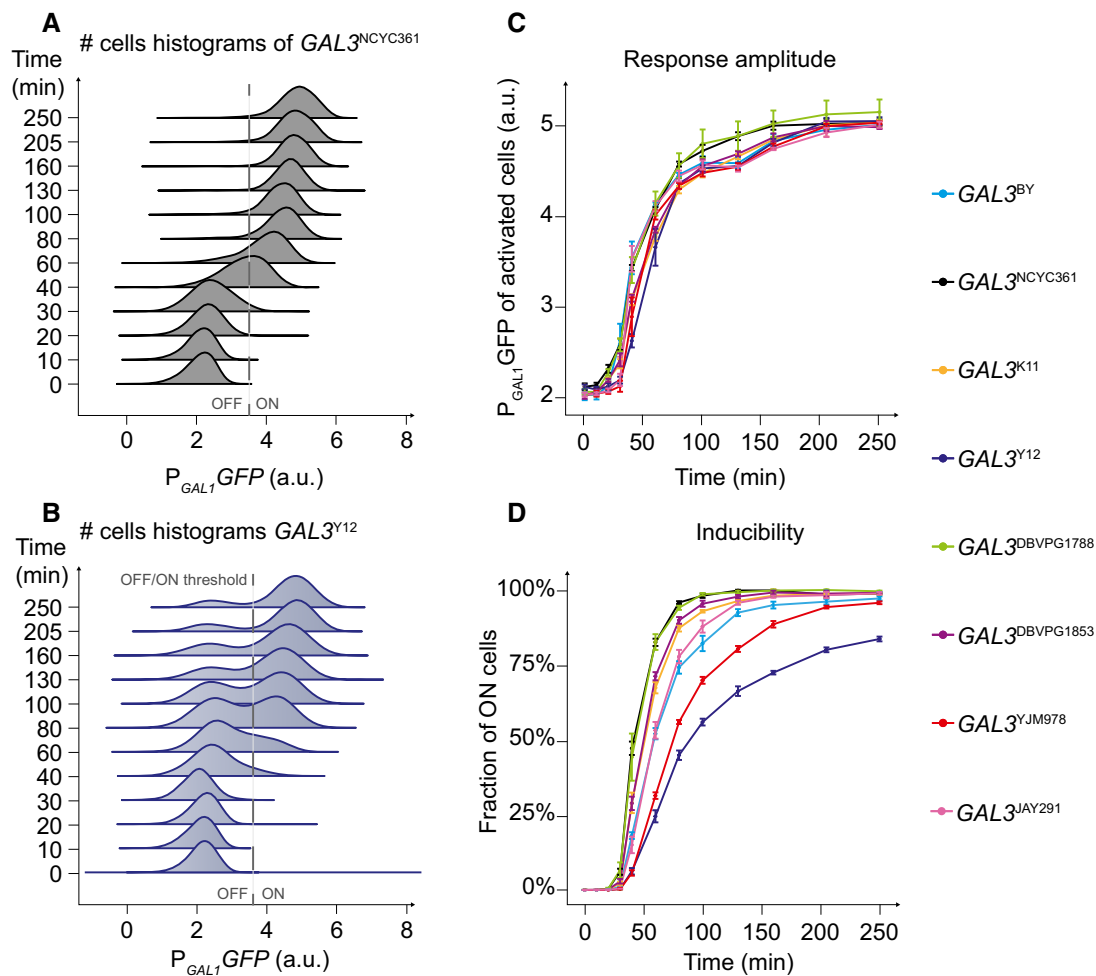 A
# cells histograms of GAL3NCYC361
Time
(min)
250
205
160
130
100
80
60
40
30
20
10
0
OFF ON
0 2 4 6 8
PGAL1GFP (a.u.)
B
# cells histograms GAL3Y12
Time
(min)
OFF/ON threshold
250
205
160
130
100
80
60
40
30
20
10
0
OFF ON
0 2 4 6 8
PGAL1GFP (a.u.)
C
Response amplitude
PGAL1 GFP of activated cells (a.u.)
5
4
3
2
0 50 100 150 200 250
Time (min)
D
Inducibility
Fraction of ON cells
100%
75%
50%
25%
0%
0 50 100 150 200 250
Time (min)
GAL3BY
GAL3NCYC361
GAL3K11
GAL3Y12
GAL3DBVPG1788
GAL3DBVPG1853
GAL3YJM978
GAL3JAY291